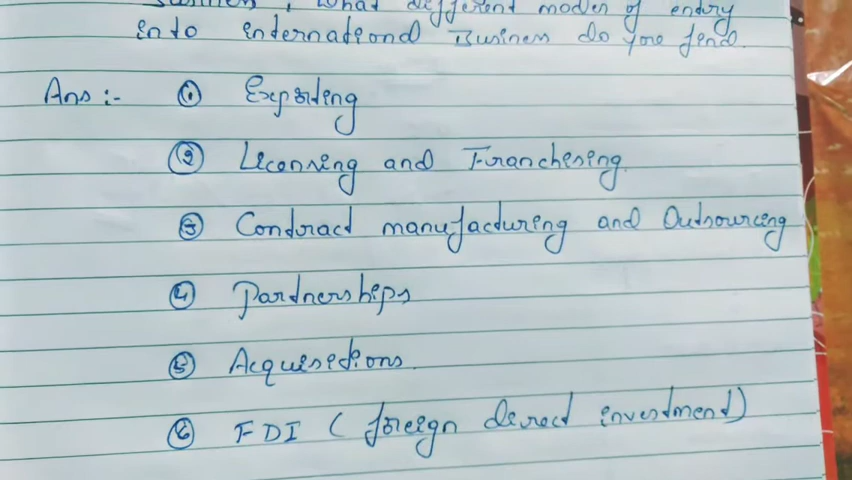 Business, what different modes of entry
into international Business do you find.
Ans :- ① Exporting
② Licensing and Franchising.
③ Contract manufacturing and Outsourcing
④ Partnerships
⑤ Acquisitions.
⑥ FDI ( foreign direct investment)